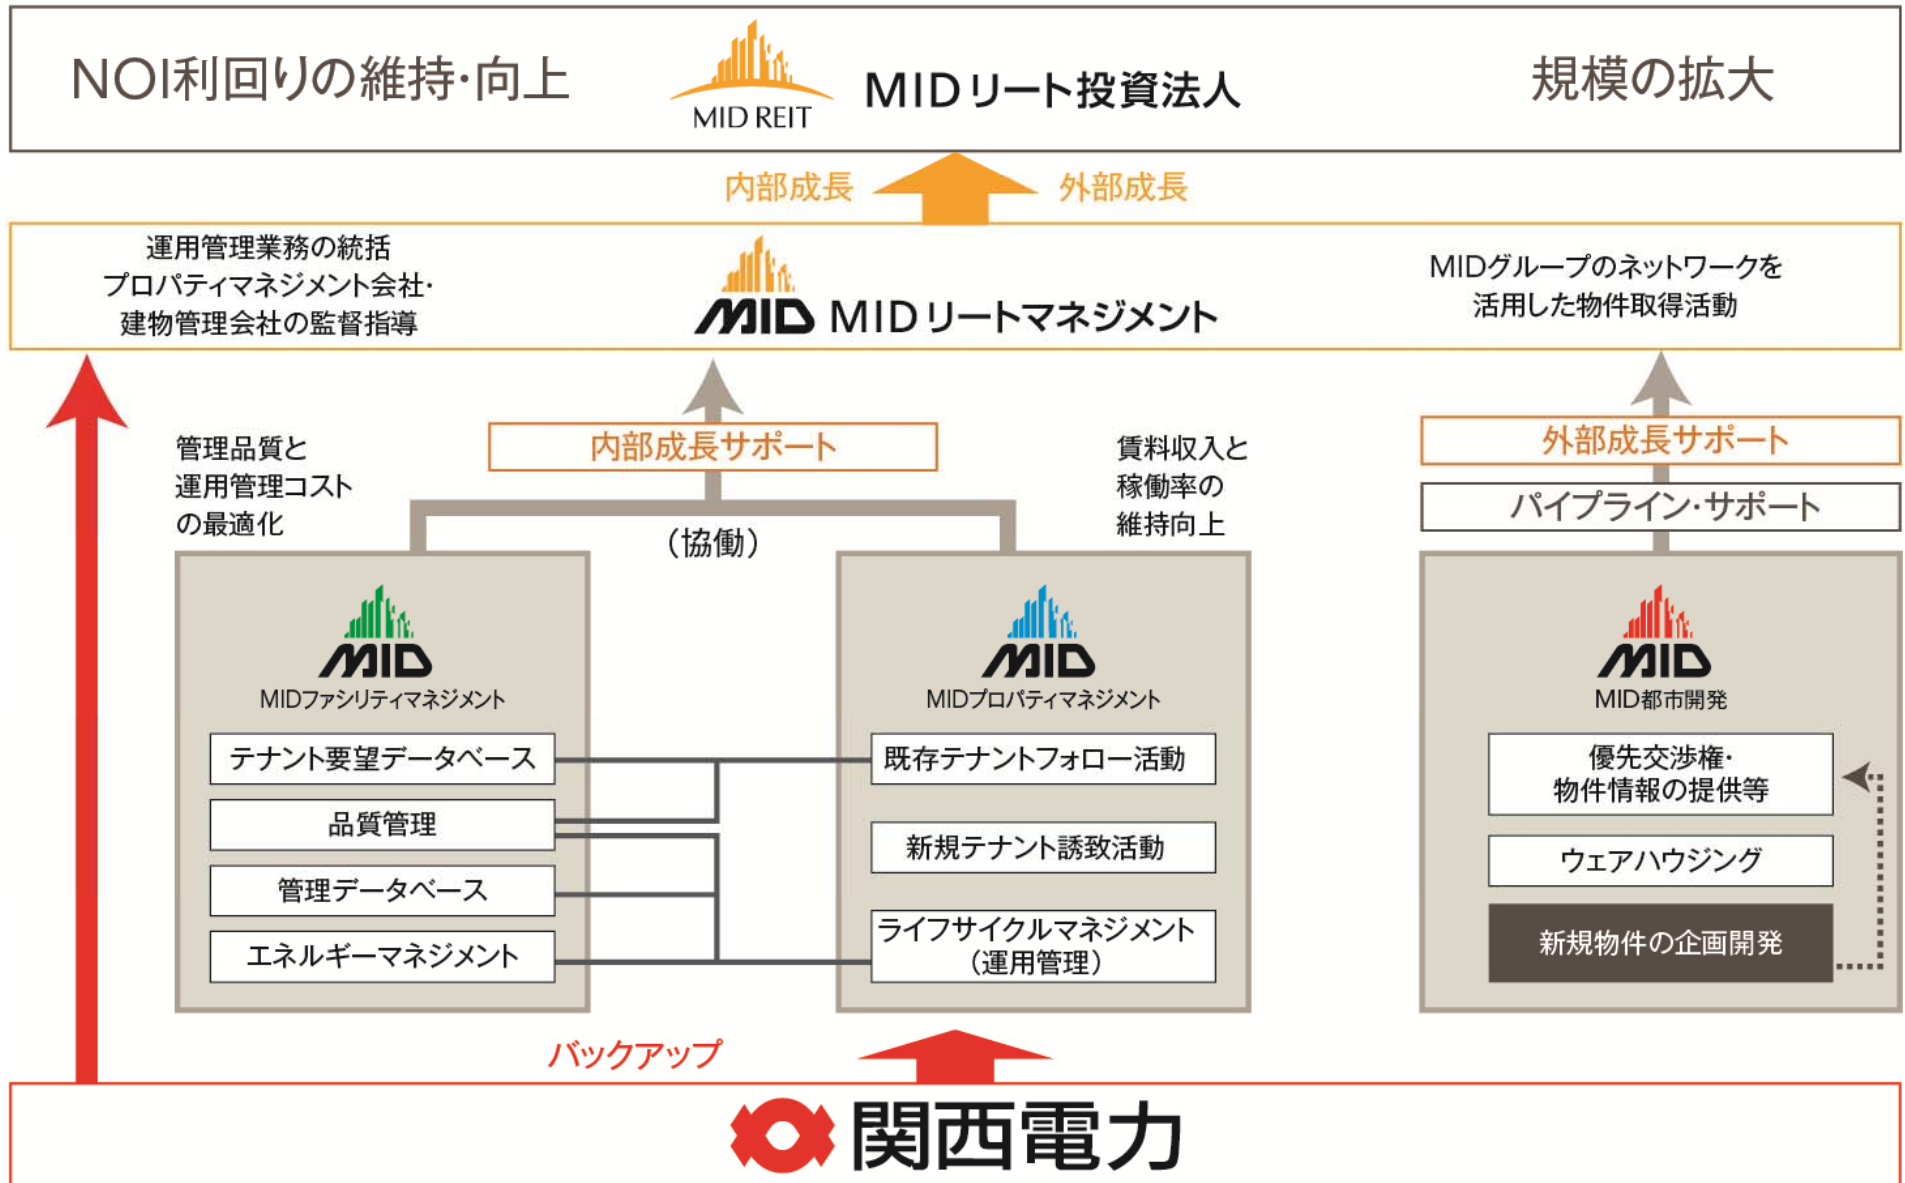 NOI利回りの維持・向上
MID REIT
MIDリート投資法人
規模の拡大
内部成長
外部成長
運用管理業務の統括
プロパティマネジメント会社・
建物管理会社の監督指導
MID
MIDリートマネジメント
MIDグループのネットワークを
活用した物件取得活動
管理品質と
運用管理コスト
の最適化
内部成長サポート
(協働)
賃料収入と
稼働率の
維持向上
外部成長サポート
パイプライン・サポート
MID
MIDファシリティマネジメント
テナント要望データベース
品質管理
管理データベース
エネルギーマネジメント
MID
MIDプロパティマネジメント
既存テナントフォロー活動
新規テナント誘致活動
ライフサイクルマネジメント
(運用管理)
MID
MID都市開発
優先交渉権・
物件情報の提供等
ウェアハウジング
新規物件の企画開発
バックアップ
関西電力